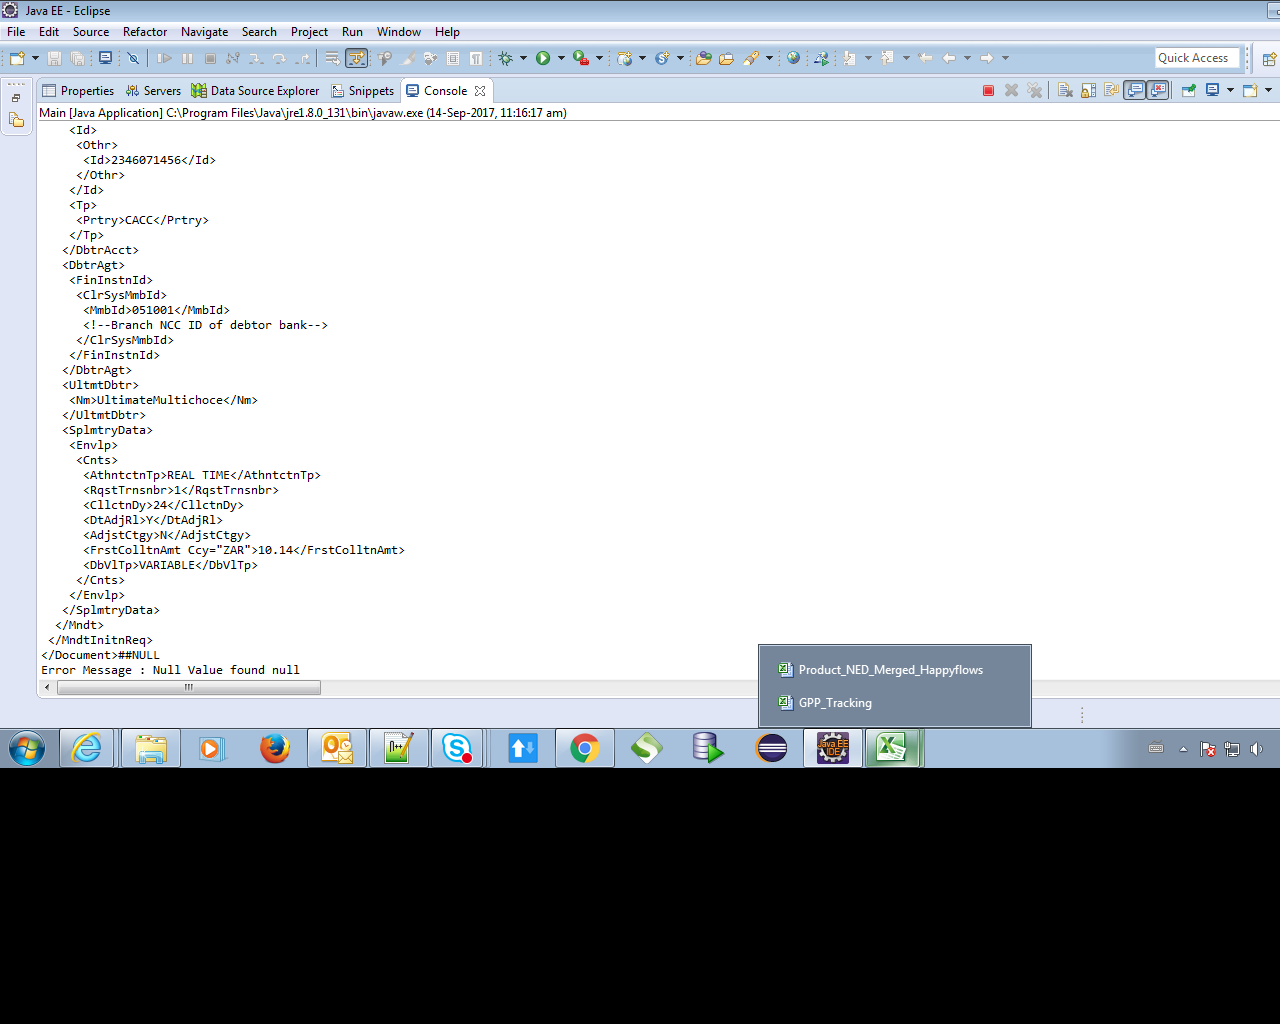 Java EE - Eclipse
File Edit Source Refactor Navigate Search Project Run Window Help
Quick Access
Properties Servers Data Source Explorer Snippets Console
Main [Java Application] C:\Program Files\Java\jre1.8.0_131\bin\javaw.exe (14-Sep-2017, 11:16:17 am)
<Id>
<Othr>
<Id>2346071456</Id>
</Othr>
</Id>
<Tp>
<Prtry>CACC</Prtry>
</Tp>
</DbtrAcct>
<DbtrAgt>
<FinInstnId>
<ClrSysMmbId>
<MmbId>051001</MmbId>
<!--Branch NCC ID of debtor bank-->
</ClrSysMmbId>
</FinInstnId>
</DbtrAgt>
<UltmtDbtr>
<Nm>UltimateMultichoce</Nm>
</UltmtDbtr>
<SplmtryData>
<Envlp>
<Cnts>
<AthntctnTp>REAL TIME</AthntctnTp>
<RqstTrnsnbr>1</RqstTrnsnbr>
<CllctnDy>24</CllctnDy>
<DtAdjRl>Y</DtAdjRl>
<AdjstCtgy>N</AdjstCtgy>
<FrstColltnAmt Ccy="ZAR">10.14</FrstColltnAmt>
<DbVlTp>VARIABLE</DbVlTp>
</Cnts>
</Envlp>
</SplmtryData>
</Mndt>
</MndtInitnReq>
</Document>##NULL
Error Message : Null Value found null
Product_NED_Merged_Happyflows
GPP_Tracking
Java EE
IDE